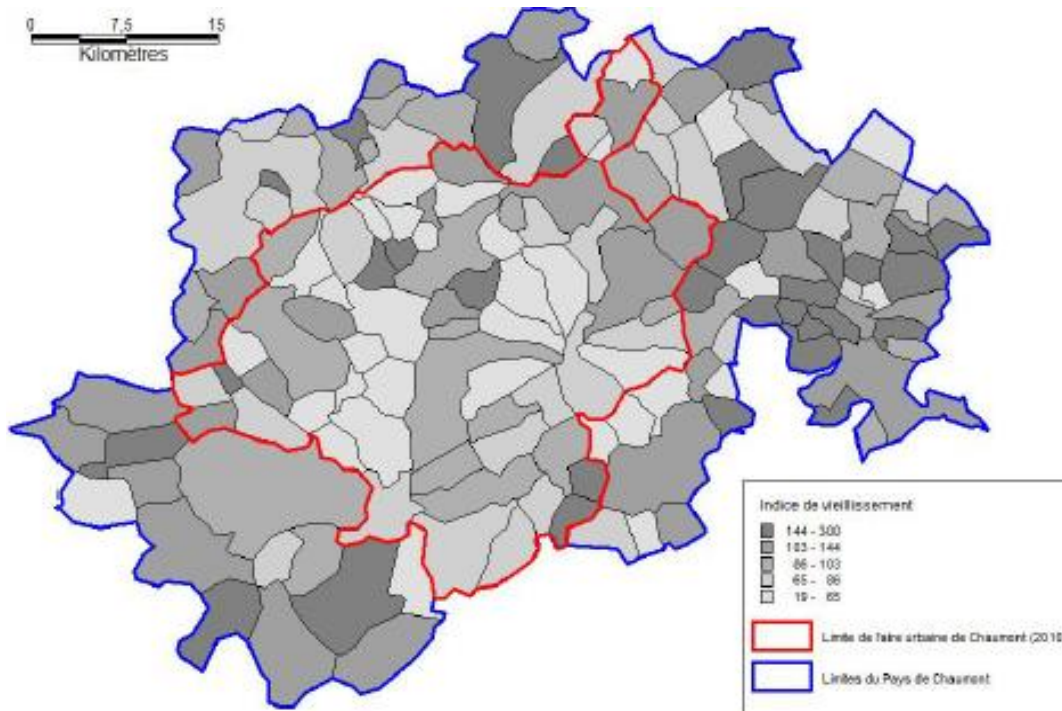 0 7,5 15
Kilomètres
Indice de vieillissement
144 - 300
103 - 144
86 - 103
65 - 86
19 - 65
Limite de l'aire urbaine de Chaumont (2010
Limites du Pays de Chaumont